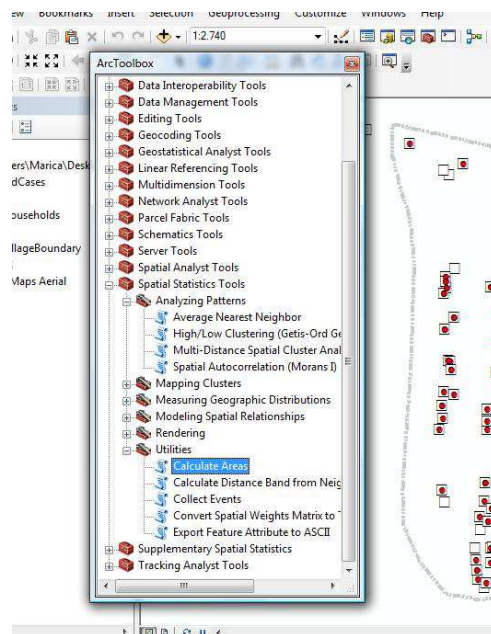 ew Bookmarks Insert Selection Geoprocessing Customize Windows Help
1:2.740
ArcToolbox
Data Interoperability Tools
Data Management Tools
Editing Tools
Geocoding Tools
Geostatistical Analyst Tools
Linear Referencing Tools
Multidimension Tools
Network Analyst Tools
Parcel Fabric Tools
Schematics Tools
Server Tools
Spatial Analyst Tools
Spatial Statistics Tools
Analyzing Patterns
Average Nearest Neighbor
High/Low Clustering (Getis-Ord Ge
Multi-Distance Spatial Cluster Anal
Spatial Autocorrelation (Morans I)
Mapping Clusters
Measuring Geographic Distributions
Modeling Spatial Relationships
Rendering
Utilities
Calculate Areas
Calculate Distance Band from Neig
Collect Events
Convert Spatial Weights Matrix to T
Export Feature Attribute to ASCII
Supplementary Spatial Statistics
Tracking Analyst Tools
s
ers\Marica\Desk
dCases
ouseholds
llageBoundary
Maps Aerial